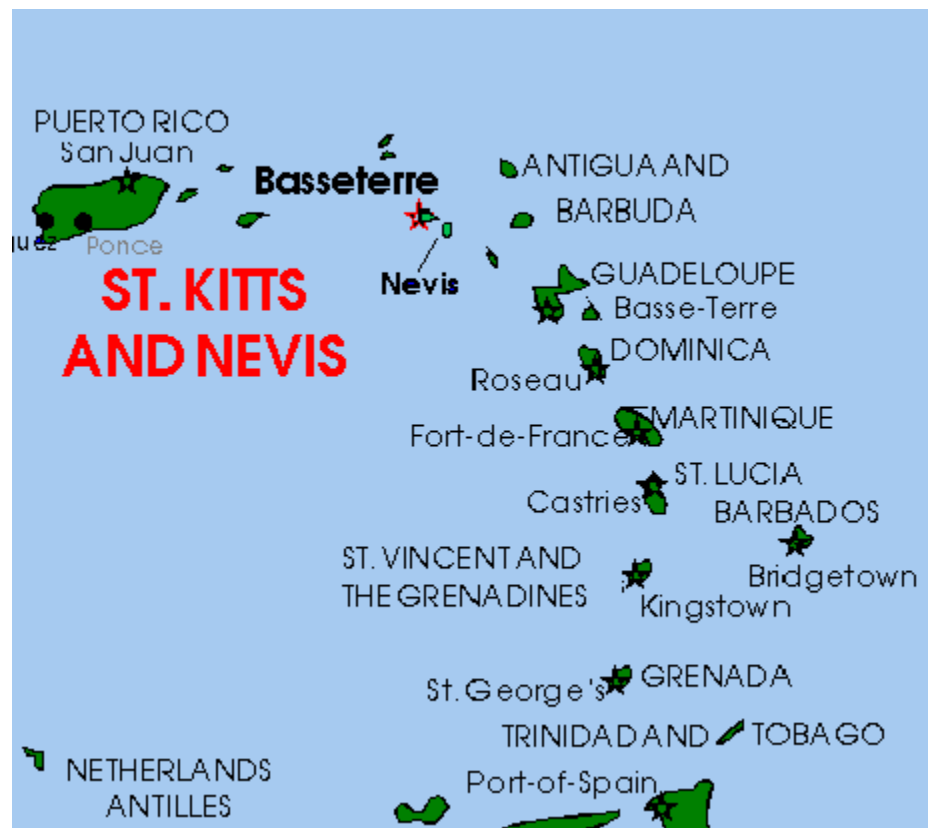 PUERTO RICO
San Juan
ANTIGUA AND
Basseterre
BARBUDA
Ponce
Nevis
GUADELOUPE
ST. KITTS
Basse-Terre
AND NEVIS
DOMINICA
Roseau
MARTINIQUE
Fort-de-France
ST. LUCIA
Castries
BARBADOS
ST. VINCENT AND
Bridgetown
THE GRENADINES
Kingstown
GRENADA
St. George's
TRINIDAD AND TOBAGO
NETHERLANDS
Port-of-Spain
ANTILLES